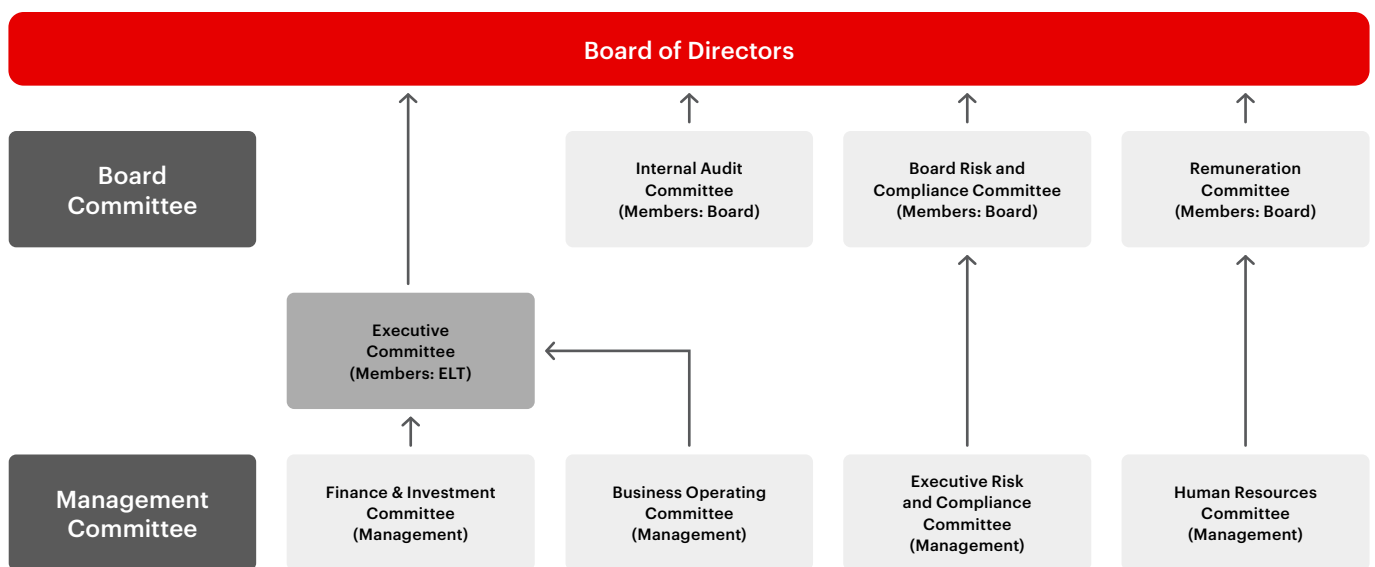 Board of Directors
Board
Committee
Internal Audit
Committee
(Members: Board)
Board Risk and
Compliance Committee
(Members: Board)
Remuneration
Committee
(Members: Board)
Executive
Committee
(Members: ELT)
Management
Committee
Finance & Investment
Committee
(Management)
Business Operating
Committee
(Management)
Executive Risk
and Compliance
Committee
(Management)
Human Resources
Committee
(Management)